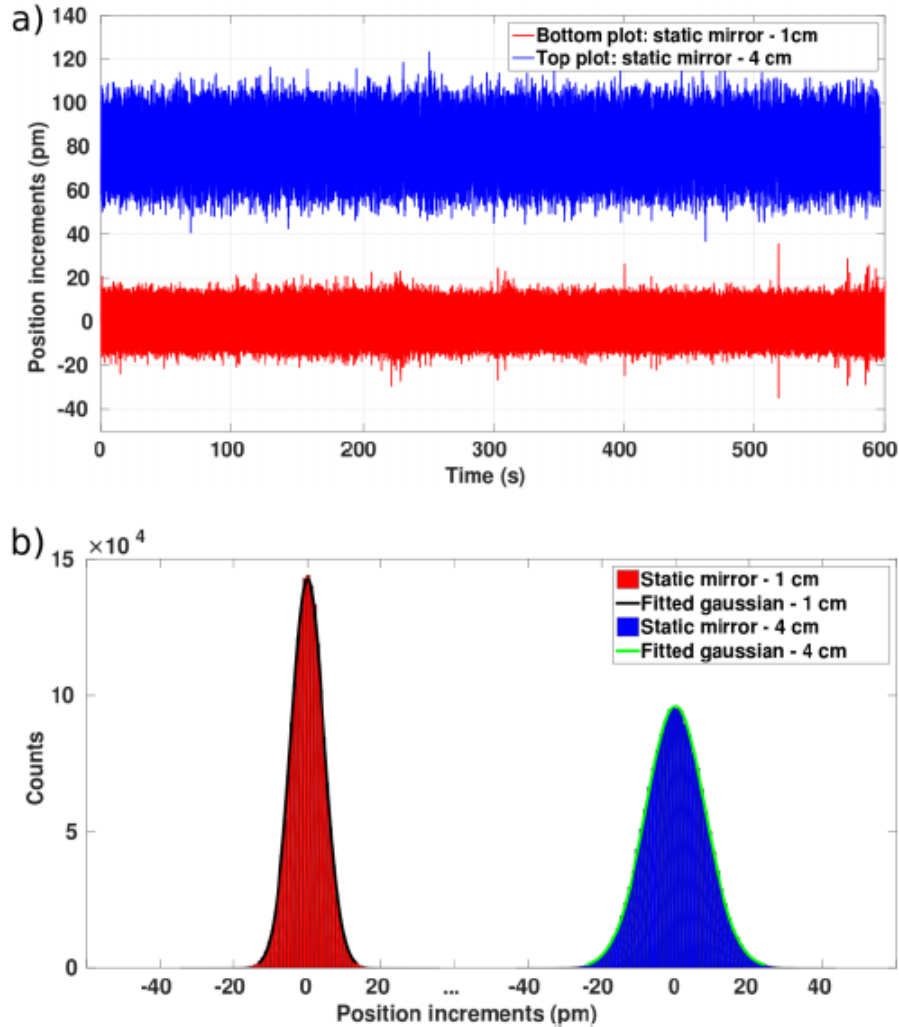 a)
140
120
100
80
60
40
20
0
-20
-40
Position increments (pm)
Bottom plot: static mirror - 1cm
Top plot: static mirror - 4 cm
0 100 200 300 400 500 600
Time (s)
b)
×10 4
15
10
5
0
Counts
Static mirror - 1 cm
Fitted gaussian - 1 cm
Static mirror - 4 cm
Fitted gaussian - 4 cm
-40 -20 0 20 ... -20 0 20 40
Position increments (pm)